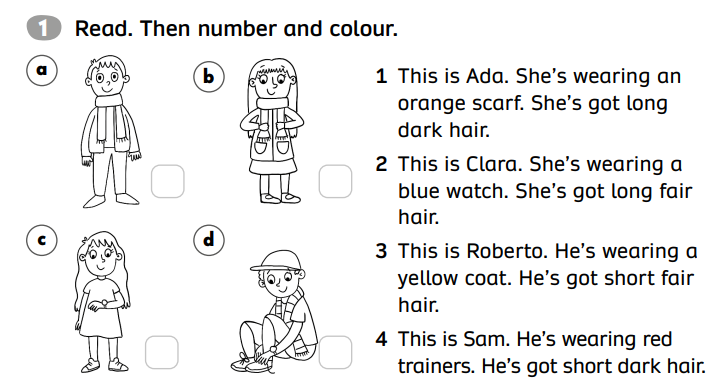 1 Read. Then number and colour.
a
b
c
d
1 This is Ada. She's wearing an
orange scarf. She's got long
dark hair.
2 This is Clara. She's wearing a
blue watch. She's got long fair
hair.
3 This is Roberto. He's wearing a
yellow coat. He's got short fair
hair.
4 This is Sam. He's wearing red
trainers. He's got short dark hair.